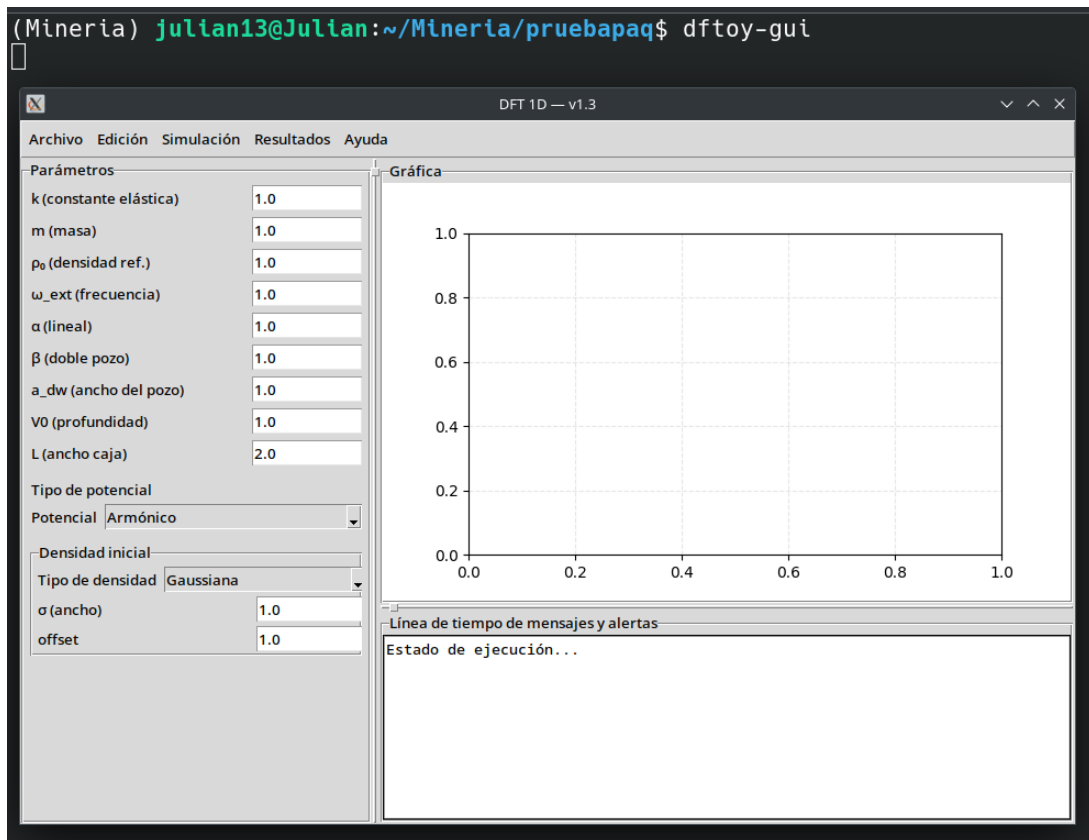 (Mineria) julian13@Julian:~/Mineria/pruebapaq$ dftoy-gui
DFT 1D — v1.3
Archivo Edición Simulación Resultados Ayuda
Parámetros
k (constante elástica) 1.0
m (masa) 1.0
ρ₀ (densidad ref.) 1.0
ω_ext (frecuencia) 1.0
α (lineal) 1.0
β (doble pozo) 1.0
a_dw (ancho del pozo) 1.0
V0 (profundidad) 1.0
L (ancho caja) 2.0
Tipo de potencial
Potencial Armónico
Densidad inicial
Tipo de densidad Gaussiana
σ (ancho) 1.0
offset 1.0
Gráfica
1.0
0.8
0.6
0.4
0.2
0.0
0.0 0.2 0.4 0.6 0.8 1.0
Línea de tiempo de mensajes y alertas
Estado de ejecución...